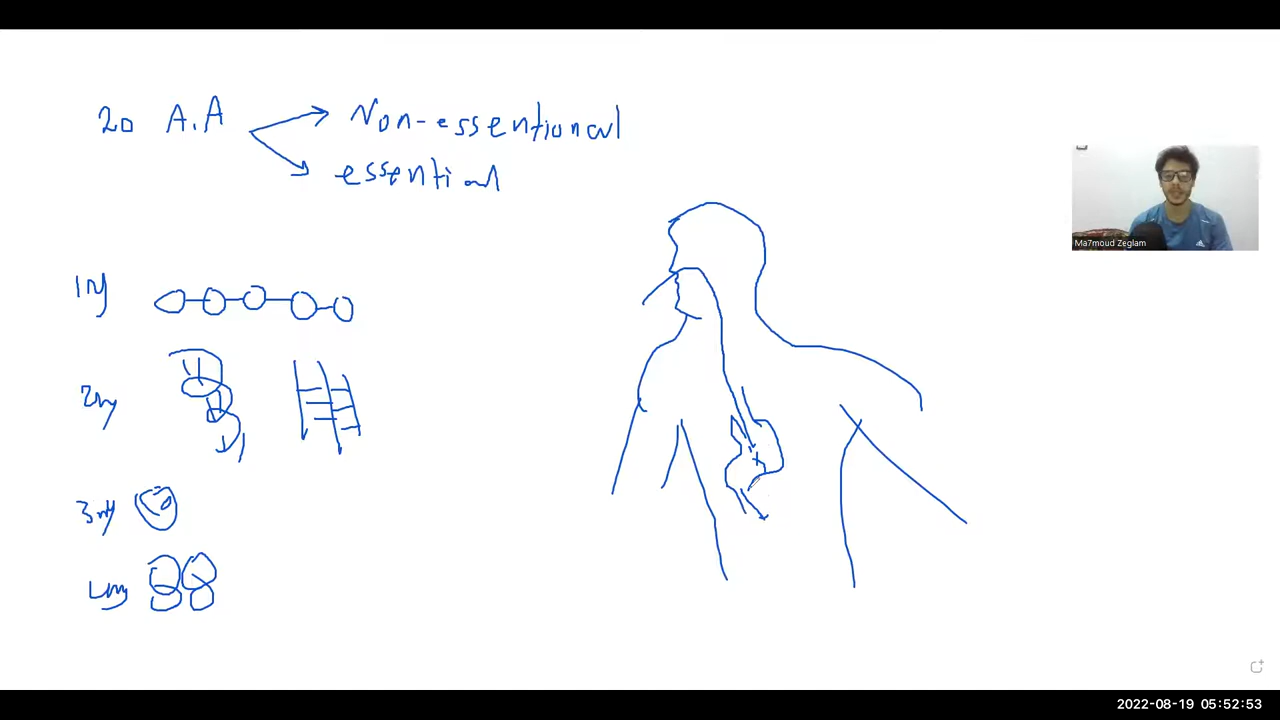 20 A.A
Non-essentional
essential
1ry
2ry
3ry
4ry
Ma7moud Zeglam
2022-08-19 05:52:53